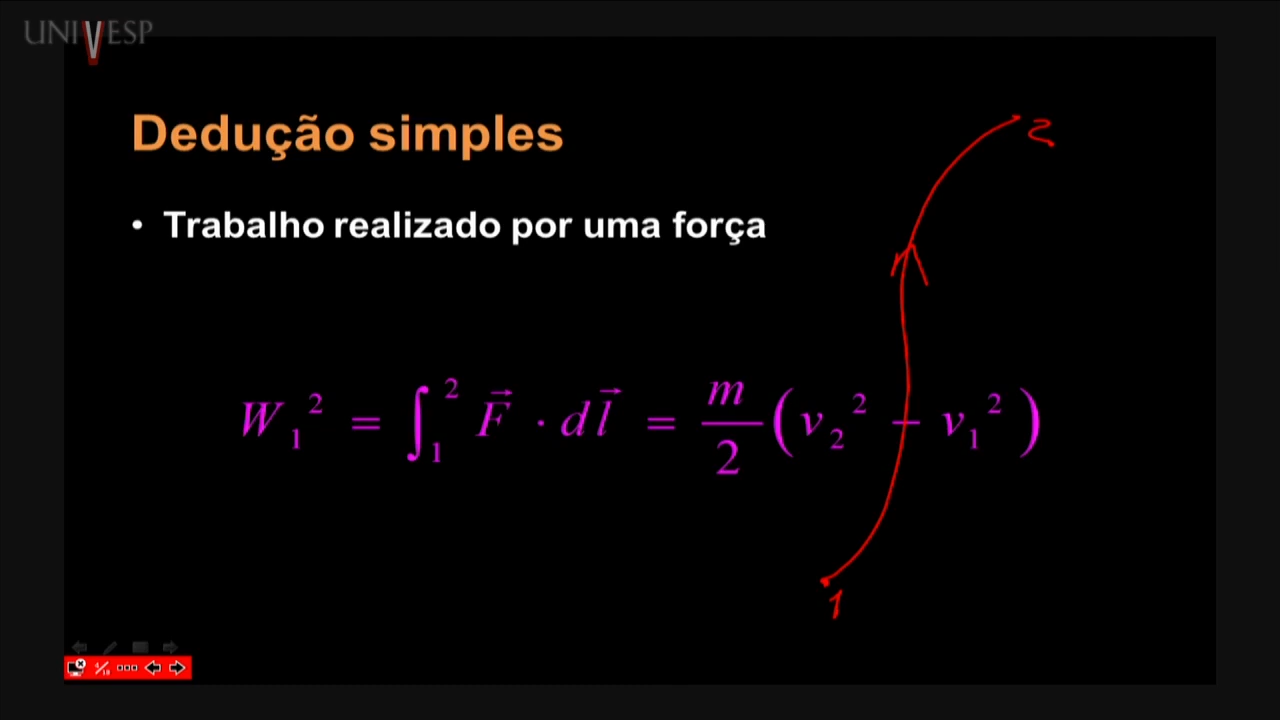 UNIVESP
Dedução simples
2
• Trabalho realizado por uma força
W₁² = ∫₁² F⃗ · dl⃗ = m/2 (v₂² − v₁²)
1